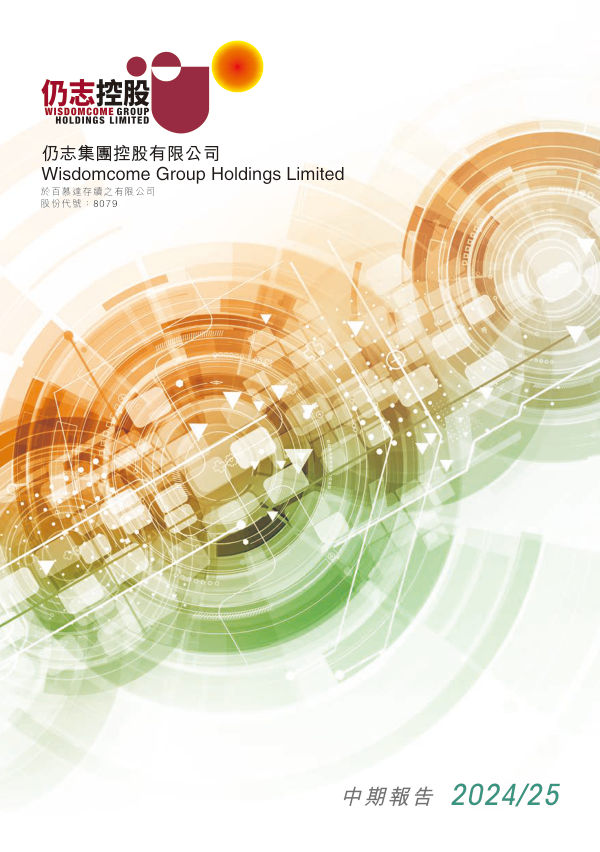 仍志控股
WISDOMCOME GROUP
HOLDINGS LIMITED
仍志集團控股有限公司
Wisdomcome Group Holdings Limited
於百慕達存續之有限公司
股份代號：8079
中期報告 2024/25